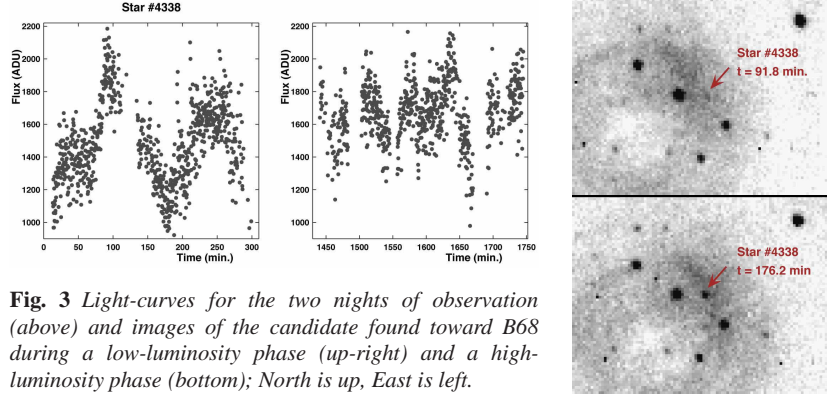 Star #4338
Flux (ADU)
2200
2000
1800
1600
1400
1200
1000
0 50 100 150 200 250 300
Time (min.)
Flux (ADU)
2200
2000
1800
1600
1400
1200
1000
1450 1500 1550 1600 1650 1700 1750
Time (min.)
Fig. 3 Light-curves for the two nights of observation
(above) and images of the candidate found toward B68
during a low-luminosity phase (up-right) and a high-
luminosity phase (bottom); North is up, East is left.
Star #4338
t = 91.8 min.
Star #4338
t = 176.2 min